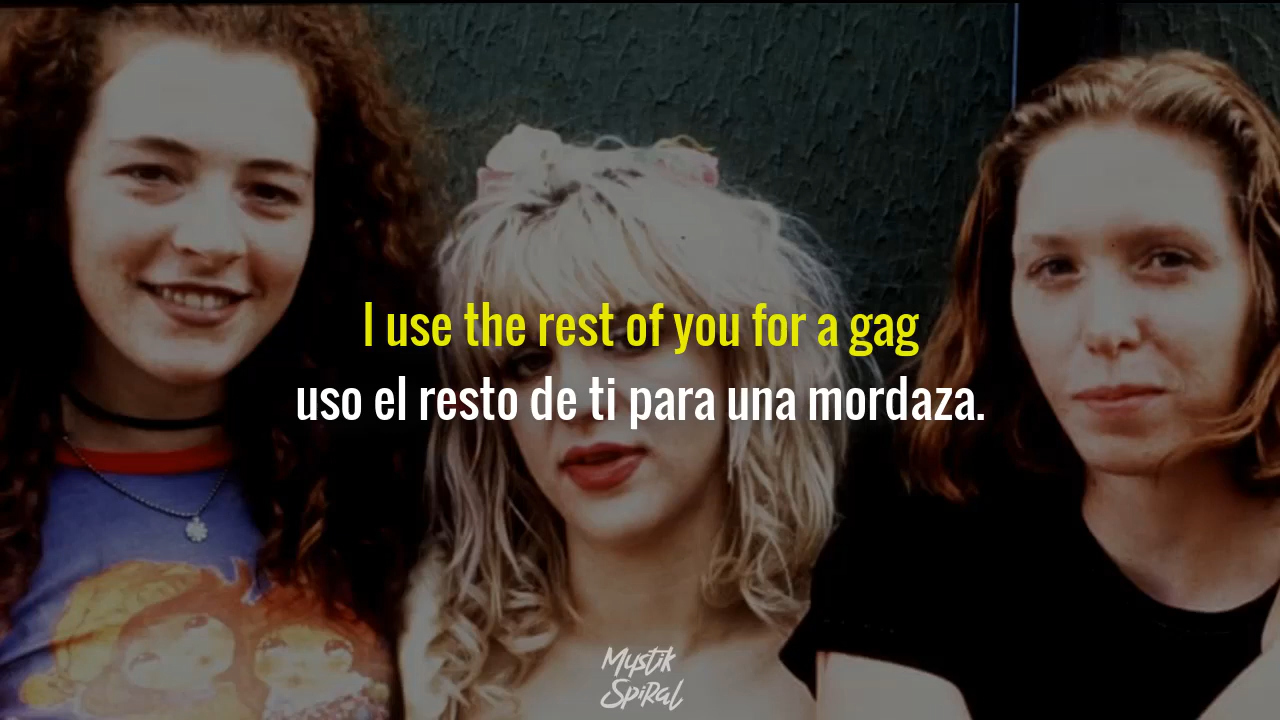 I use the rest of you for a gag
uso el resto de ti para una mordaza.
Mystik
Spiral